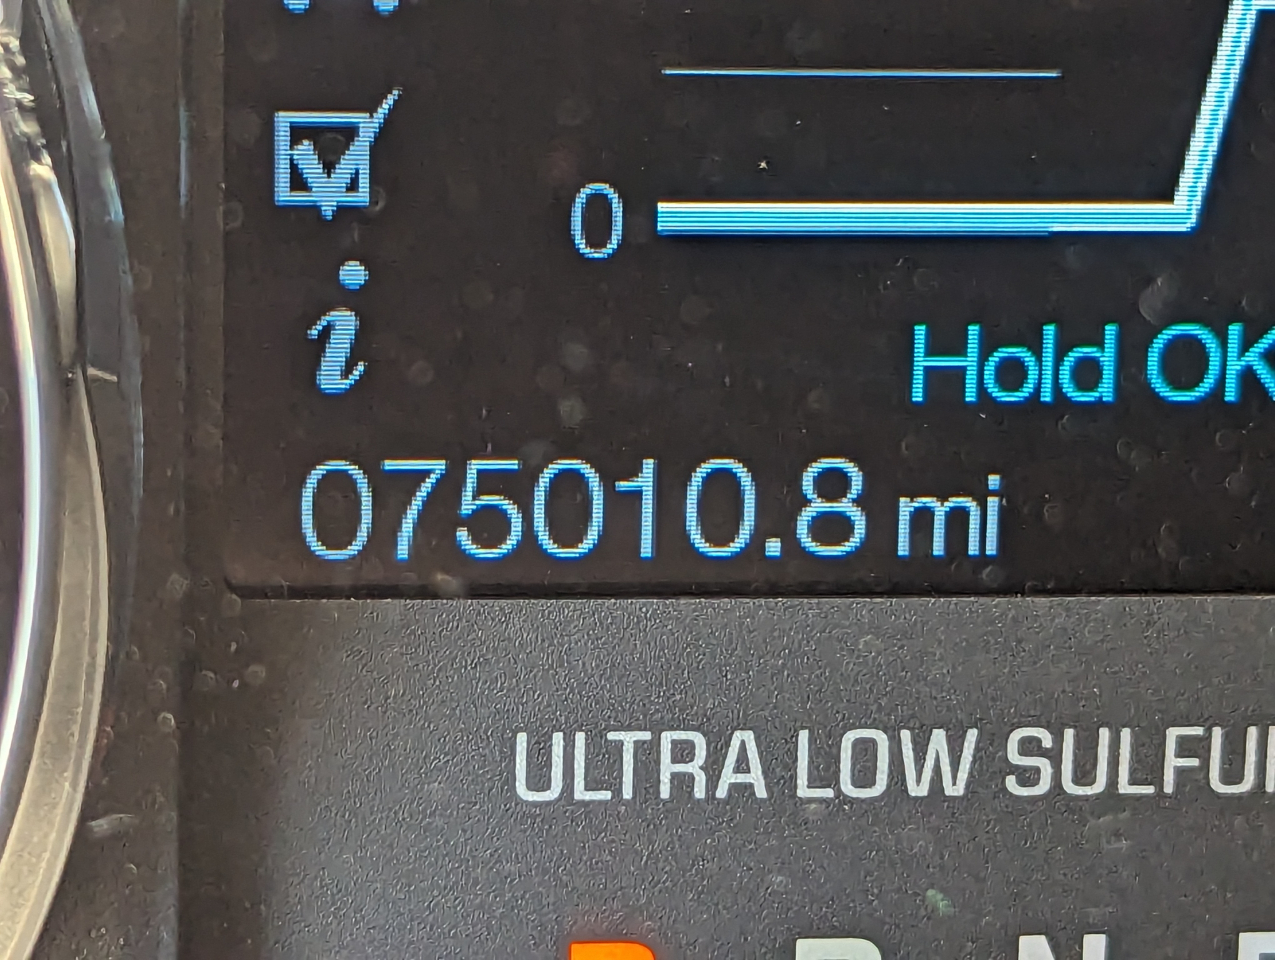 0
Hold OK
075010.8 mi
ULTRA LOW SULFU
N